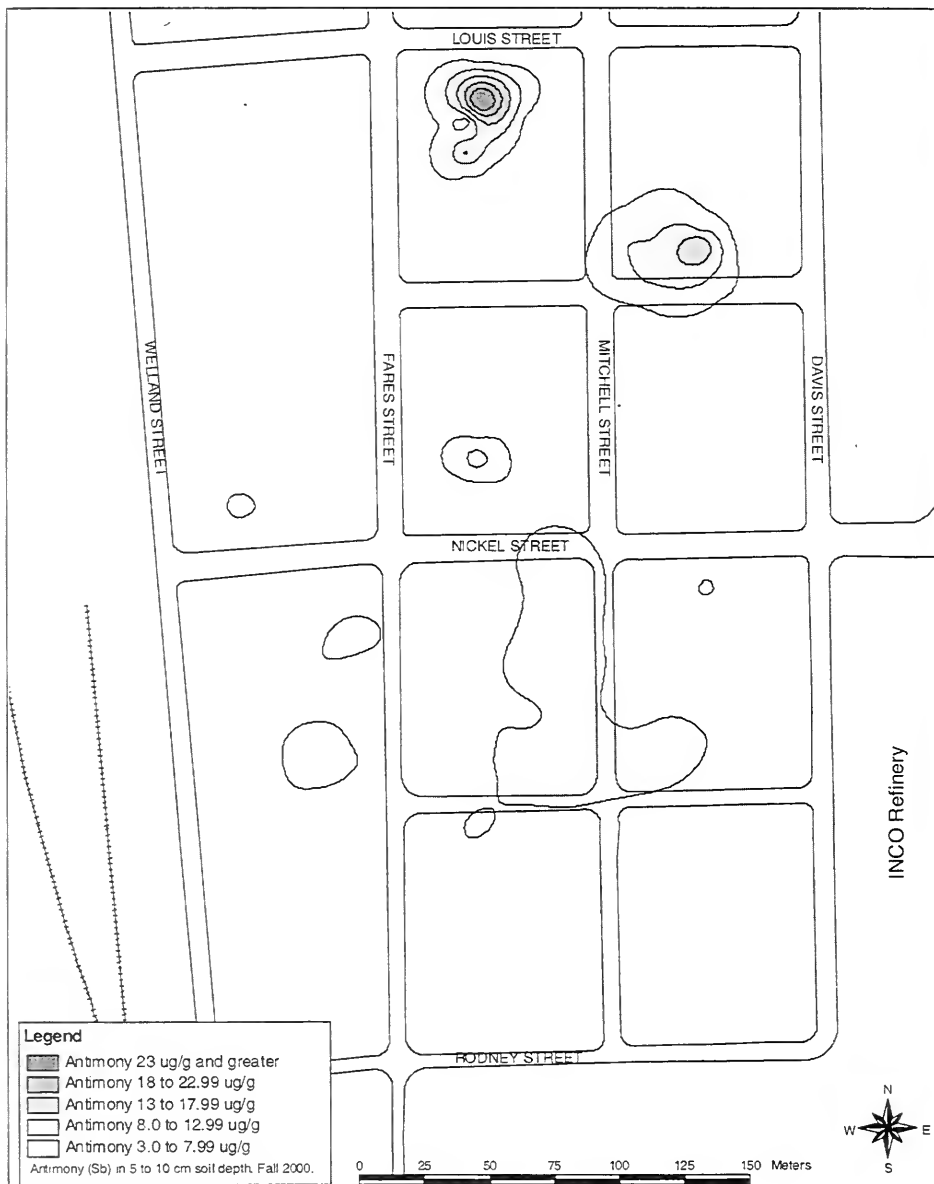 LOUIS STREET
WELLAND STREET
FARES STREET
MITCHELL STREET
DAVIS STREET
NICKEL STREET
INCO Refinery
RODNEY STREET
Legend
Antimony 23 ug/g and greater
Antimony 18 to 22.99 ug/g
Antimony 13 to 17.99 ug/g
Antimony 8.0 to 12.99 ug/g
Antimony 3.0 to 7.99 ug/g
Antimony (Sb) in 5 to 10 cm soil depth. Fall 2000.
0 25 50 75 100 125 150 Meters
N
W E
S